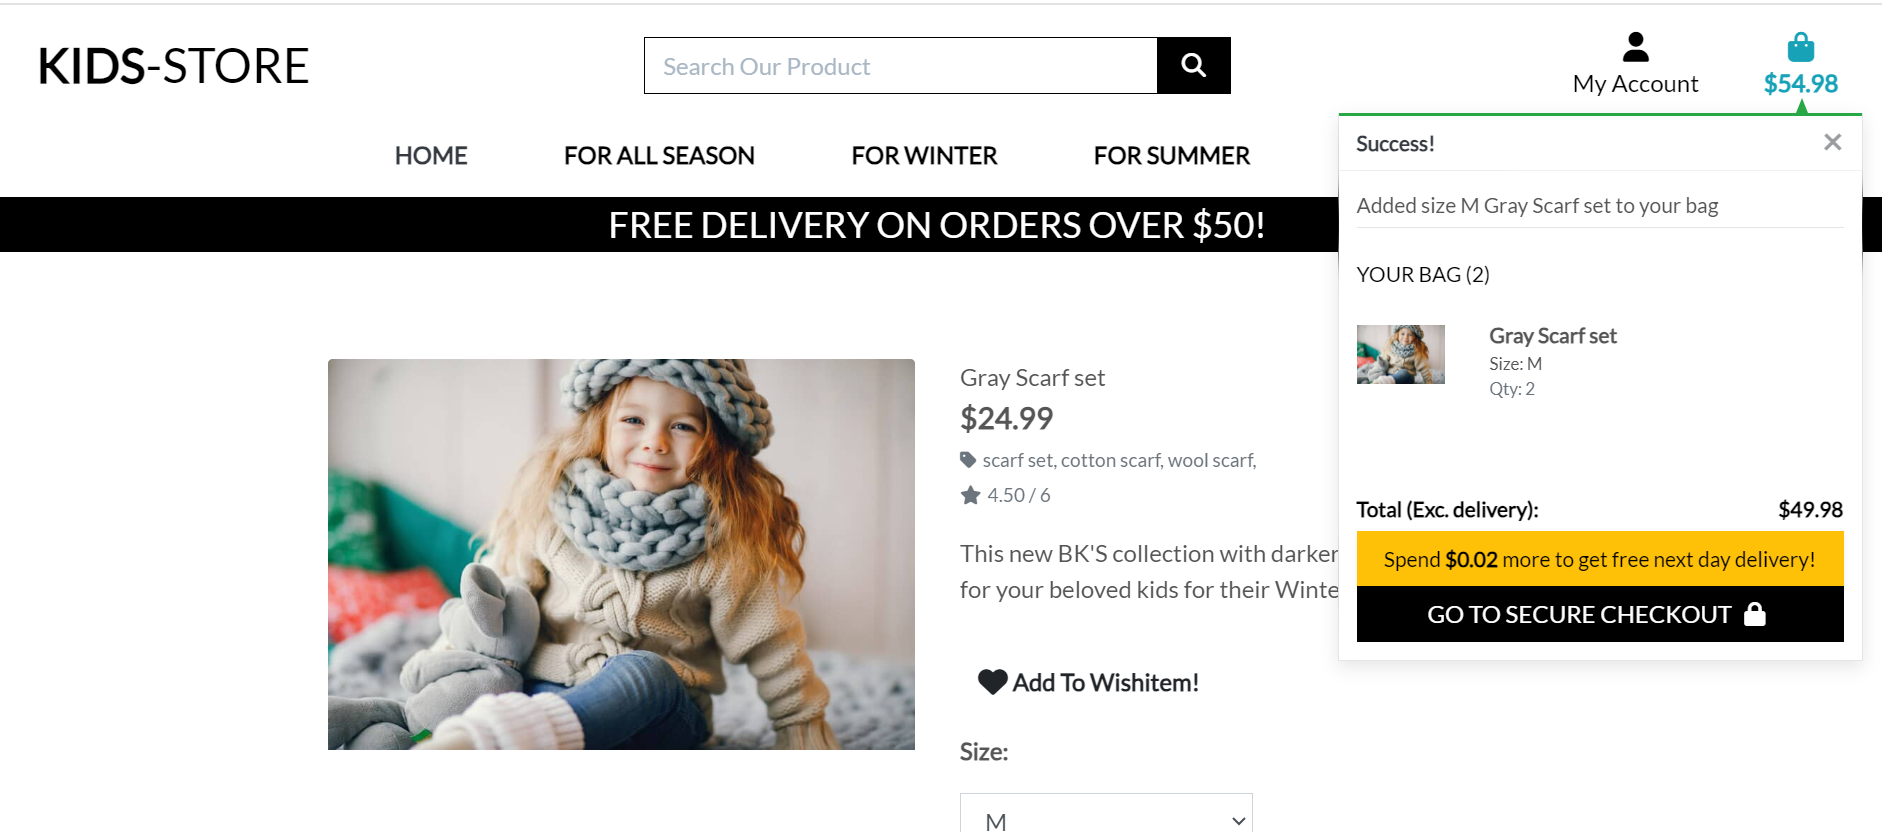 KIDS-STORE
Search Our Product
My Account
$54.98
HOME
FOR ALL SEASON
FOR WINTER
FOR SUMMER
FREE DELIVERY ON ORDERS OVER $50!
Success!
Added size M Gray Scarf set to your bag
YOUR BAG (2)
Gray Scarf set
Size: M
Qty: 2
Total (Exc. delivery):
$49.98
Spend $0.02 more to get free next day delivery!
GO TO SECURE CHECKOUT
Gray Scarf set
$24.99
scarf set, cotton scarf, wool scarf,
4.50 / 6
This new BK'S collection with darker
for your beloved kids for their Winte
Add To Wishitem!
Size:
M